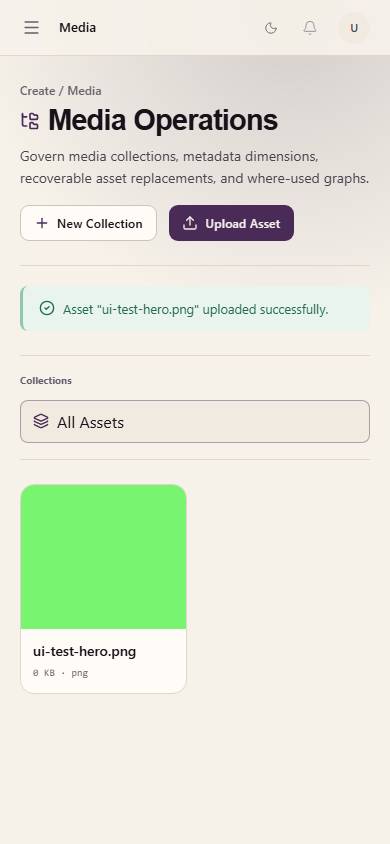 Media
U
Create / Media
Media Operations
Govern media collections, metadata dimensions,
recoverable asset replacements, and where-used graphs.
New Collection
Upload Asset
Asset "ui-test-hero.png" uploaded successfully.
Collections
All Assets
ui-test-hero.png
0 KB · png